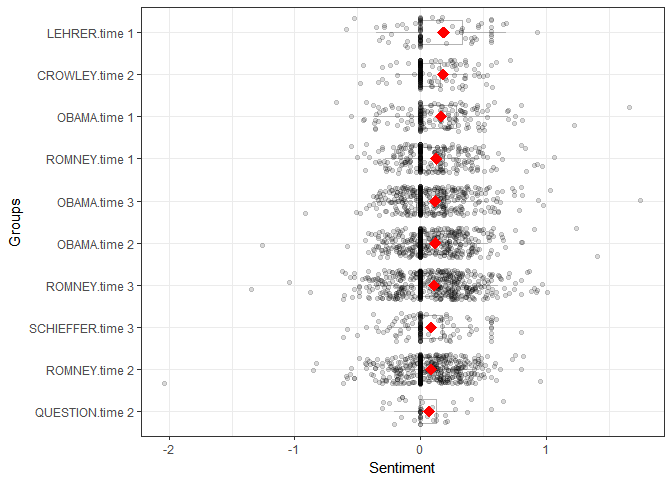 LEHRER.time 1
CROWLEY.time 2
OBAMA.time 1
ROMNEY.time 1
OBAMA.time 3
OBAMA.time 2
ROMNEY.time 3
SCHIEFFER.time 3
ROMNEY.time 2
QUESTION.time 2
Groups
-2 -1 0 1
Sentiment